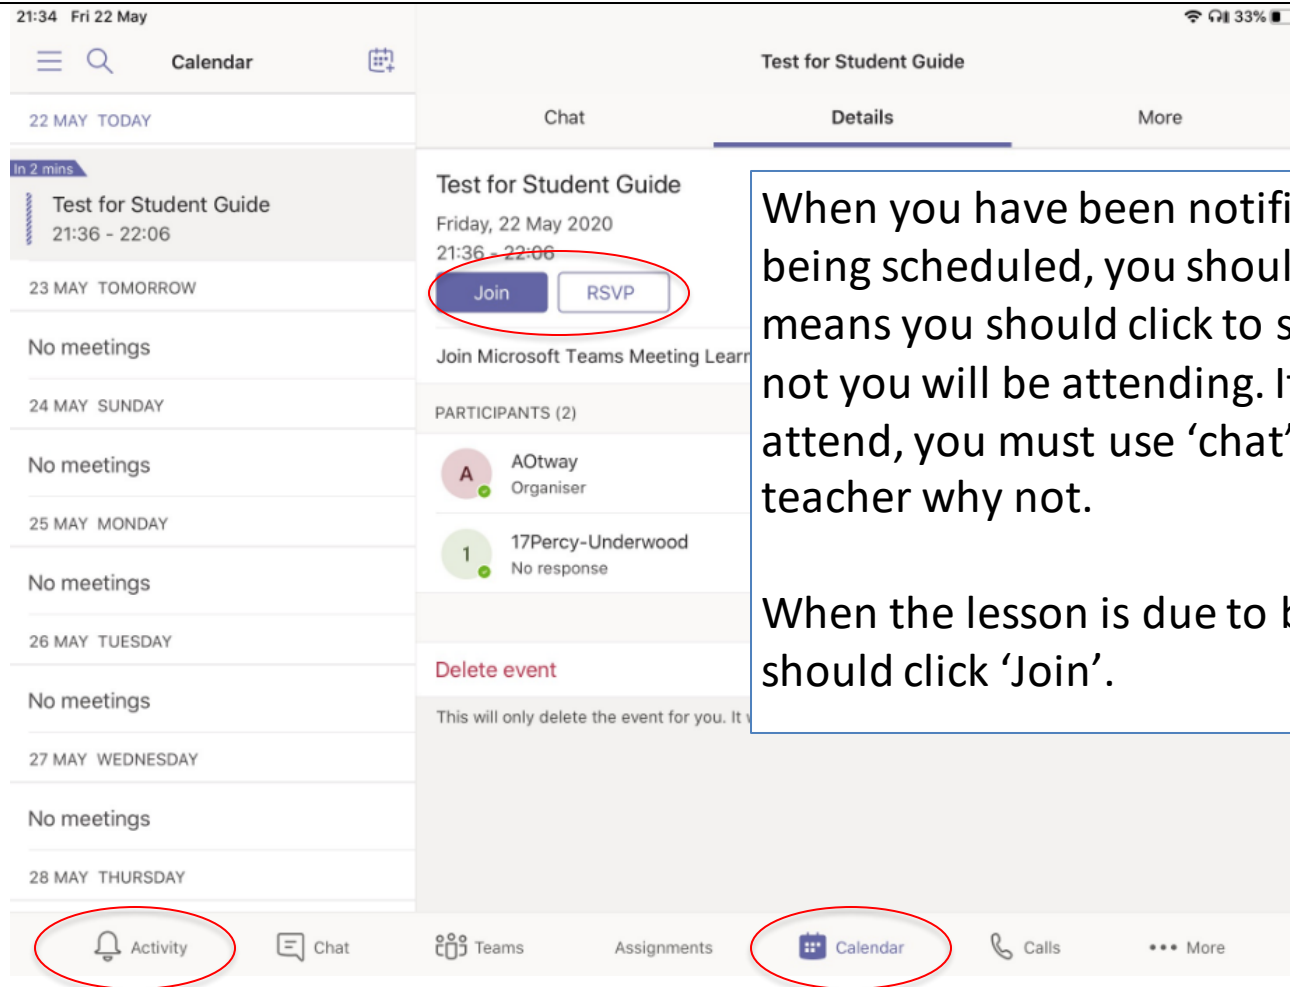 21:34 Fri 22 May
33%
Calendar
22 MAY TODAY
In 2 mins
Test for Student Guide
21:36 - 22:06
23 MAY TOMORROW
No meetings
24 MAY SUNDAY
No meetings
25 MAY MONDAY
No meetings
26 MAY TUESDAY
No meetings
27 MAY WEDNESDAY
No meetings
28 MAY THURSDAY
Test for Student Guide
Chat Details More
Test for Student Guide
Friday, 22 May 2020
21:36 - 22:06
Join RSVP
Join Microsoft Teams Meeting Learn
PARTICIPANTS (2)
A AOtway
Organiser
1 17Percy-Underwood
No response
Delete event
This will only delete the event for you. It
When you have been notifi
being scheduled, you shoul
means you should click to s
not you will be attending. I
attend, you must use ‘chat’
teacher why not.
When the lesson is due to b
should click ‘Join’.
Activity Chat Teams Assignments Calendar Calls More